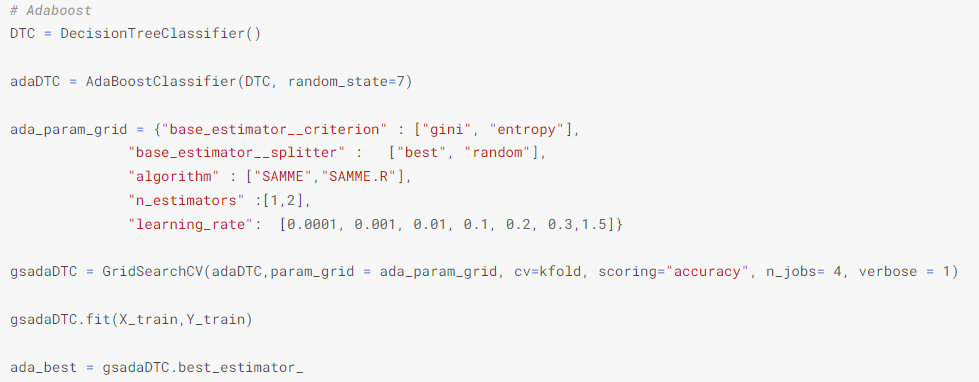 # Adaboost
DTC = DecisionTreeClassifier()
adaDTC = AdaBoostClassifier(DTC, random_state=7)
ada_param_grid = {"base_estimator__criterion" : ["gini", "entropy"],
"base_estimator__splitter" :   ["best", "random"],
"algorithm" : ["SAMME","SAMME.R"],
"n_estimators" :[1,2],
"learning_rate":  [0.0001, 0.001, 0.01, 0.1, 0.2, 0.3,1.5]}
gsadaDTC = GridSearchCV(adaDTC,param_grid = ada_param_grid, cv=kfold, scoring="accuracy", n_jobs= 4, verbose = 1)
gsadaDTC.fit(X_train,Y_train)
ada_best = gsadaDTC.best_estimator_